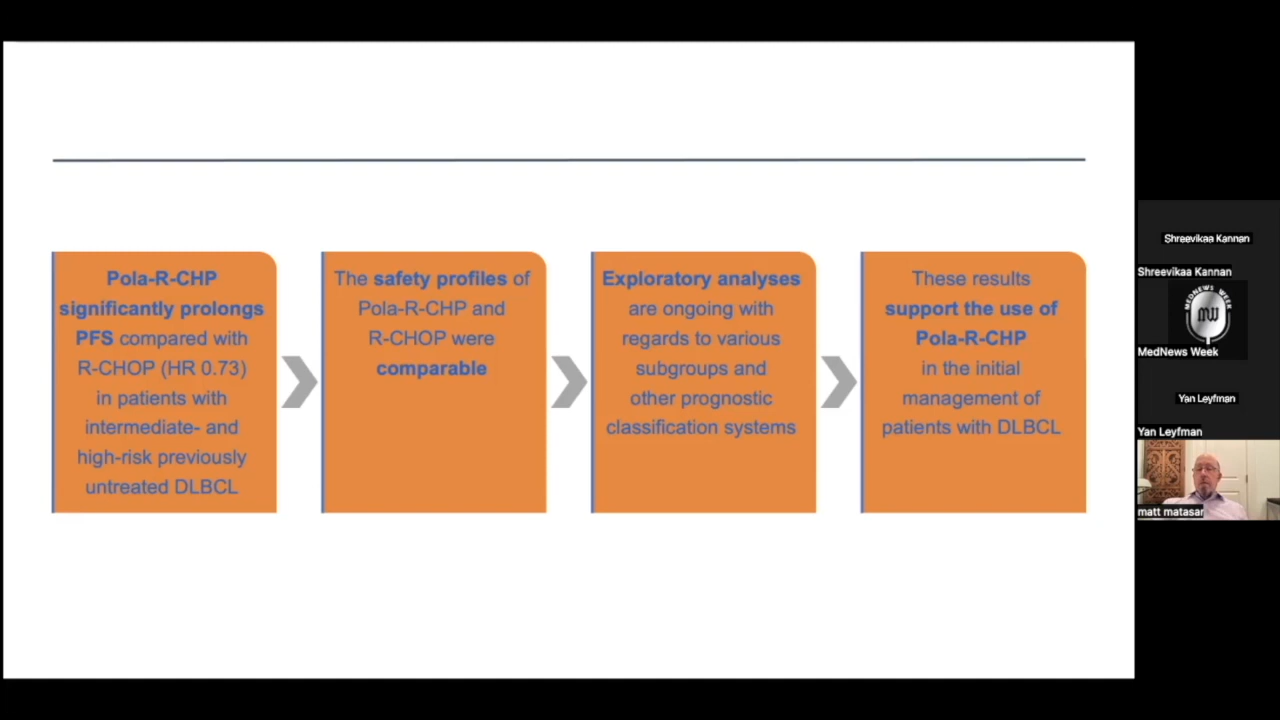 Pola-R-CHP
significantly prolongs
PFS compared with
R-CHOP (HR 0.73)
in patients with
intermediate- and
high-risk previously
untreated DLBCL
The safety profiles of
Pola-R-CHP and
R-CHOP were
comparable
Exploratory analyses
are ongoing with
regards to various
subgroups and
other prognostic
classification systems
These results
support the use of
Pola-R-CHP
in the initial
management of
patients with DLBCL
Shreevikaa Kannan
Shreevikaa Kannan
MEDNEWS WEEK
MW
MedNews Week
Yan Leyfman
Yan Leyfman
matt matasar